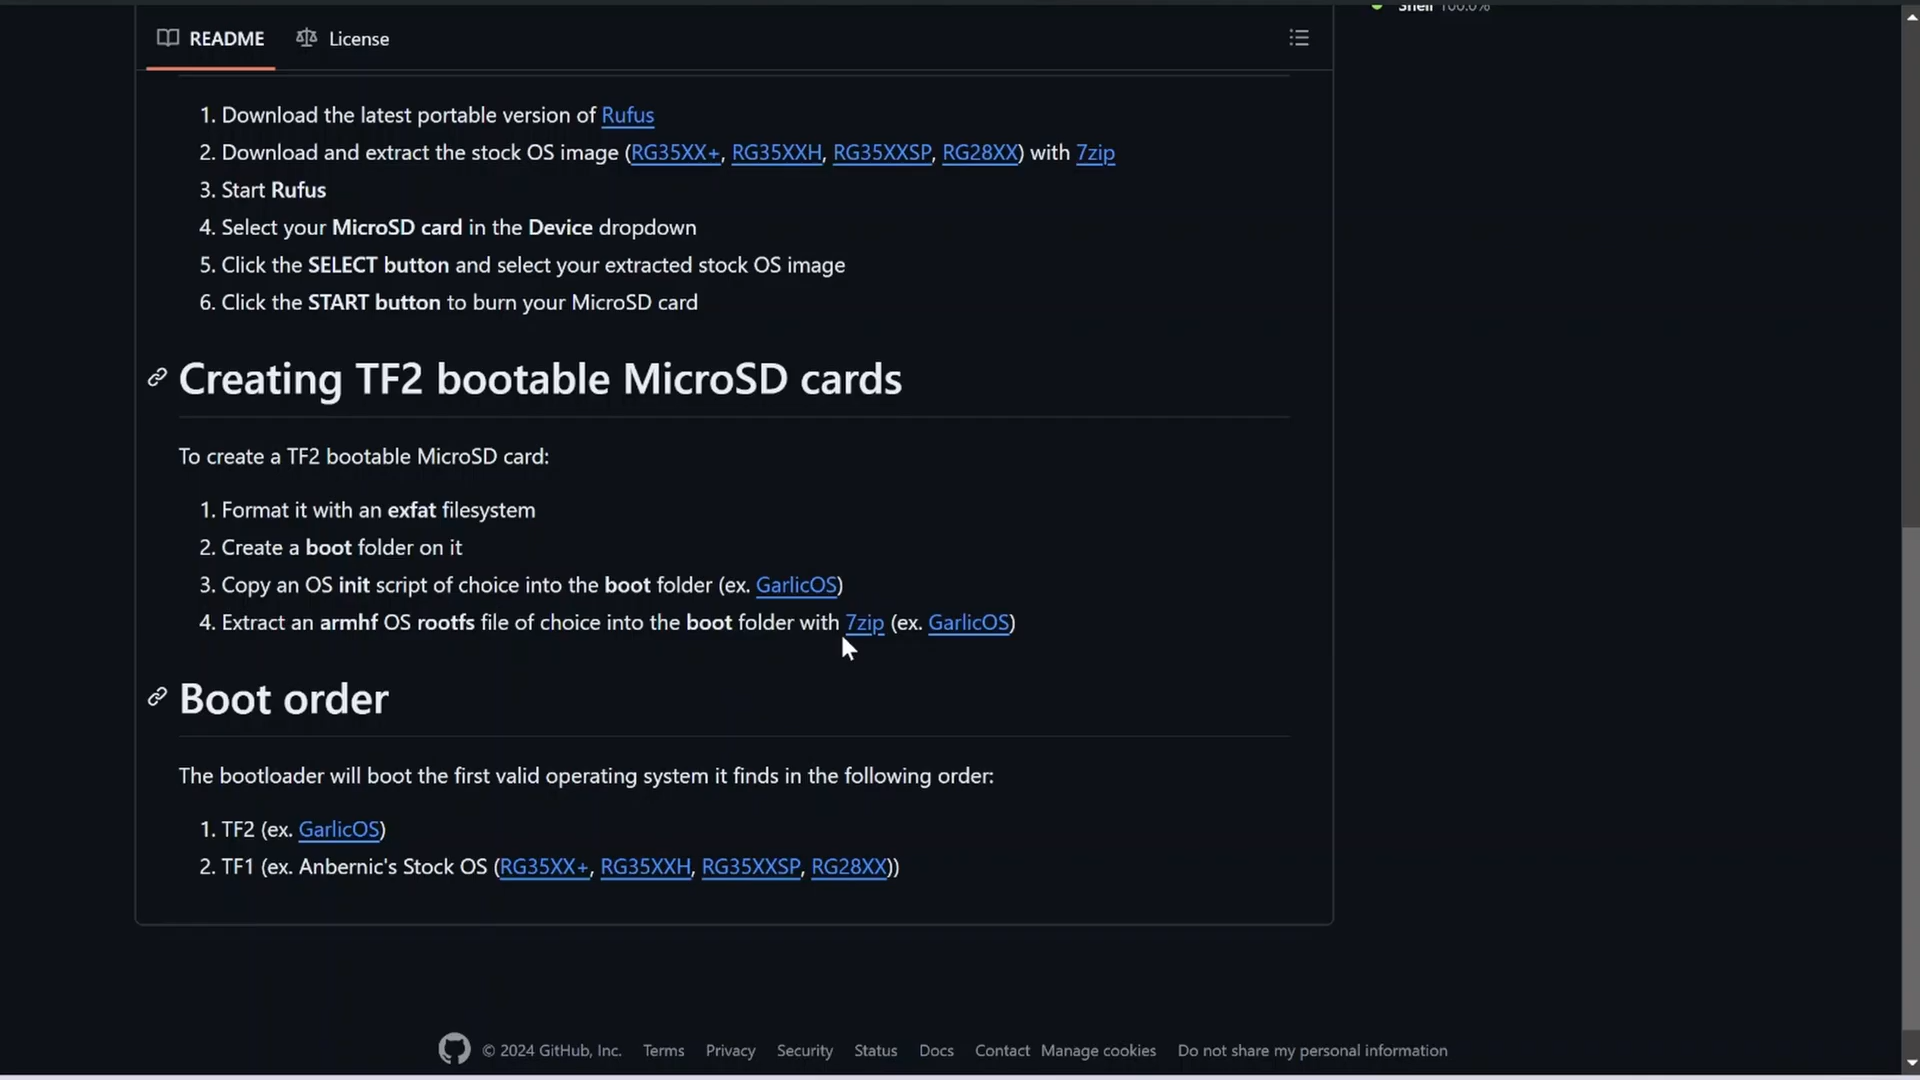 Shell 100.0%
README License
1. Download the latest portable version of Rufus
2. Download and extract the stock OS image (RG35XX+, RG35XXH, RG35XXSP, RG28XX) with 7zip
3. Start Rufus
4. Select your MicroSD card in the Device dropdown
5. Click the SELECT button and select your extracted stock OS image
6. Click the START button to burn your MicroSD card
Creating TF2 bootable MicroSD cards
To create a TF2 bootable MicroSD card:
1. Format it with an exfat filesystem
2. Create a boot folder on it
3. Copy an OS init script of choice into the boot folder (ex. GarlicOS)
4. Extract an armhf OS rootfs file of choice into the boot folder with 7zip (ex. GarlicOS)
Boot order
The bootloader will boot the first valid operating system it finds in the following order:
1. TF2 (ex. GarlicOS)
2. TF1 (ex. Anbernic's Stock OS (RG35XX+, RG35XXH, RG35XXSP, RG28XX))
© 2024 GitHub, Inc. Terms Privacy Security Status Docs Contact Manage cookies Do not share my personal information